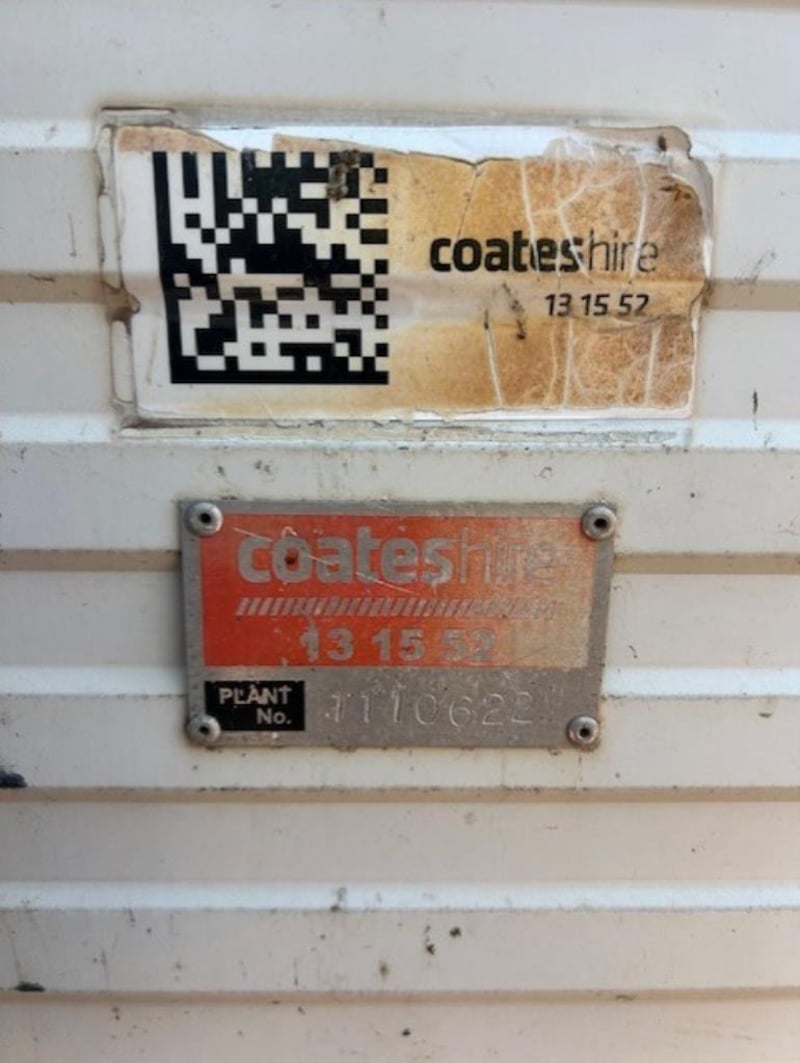 coateshire
13 15 52
coateshire
13 15 52
PLANT
No. 1110622